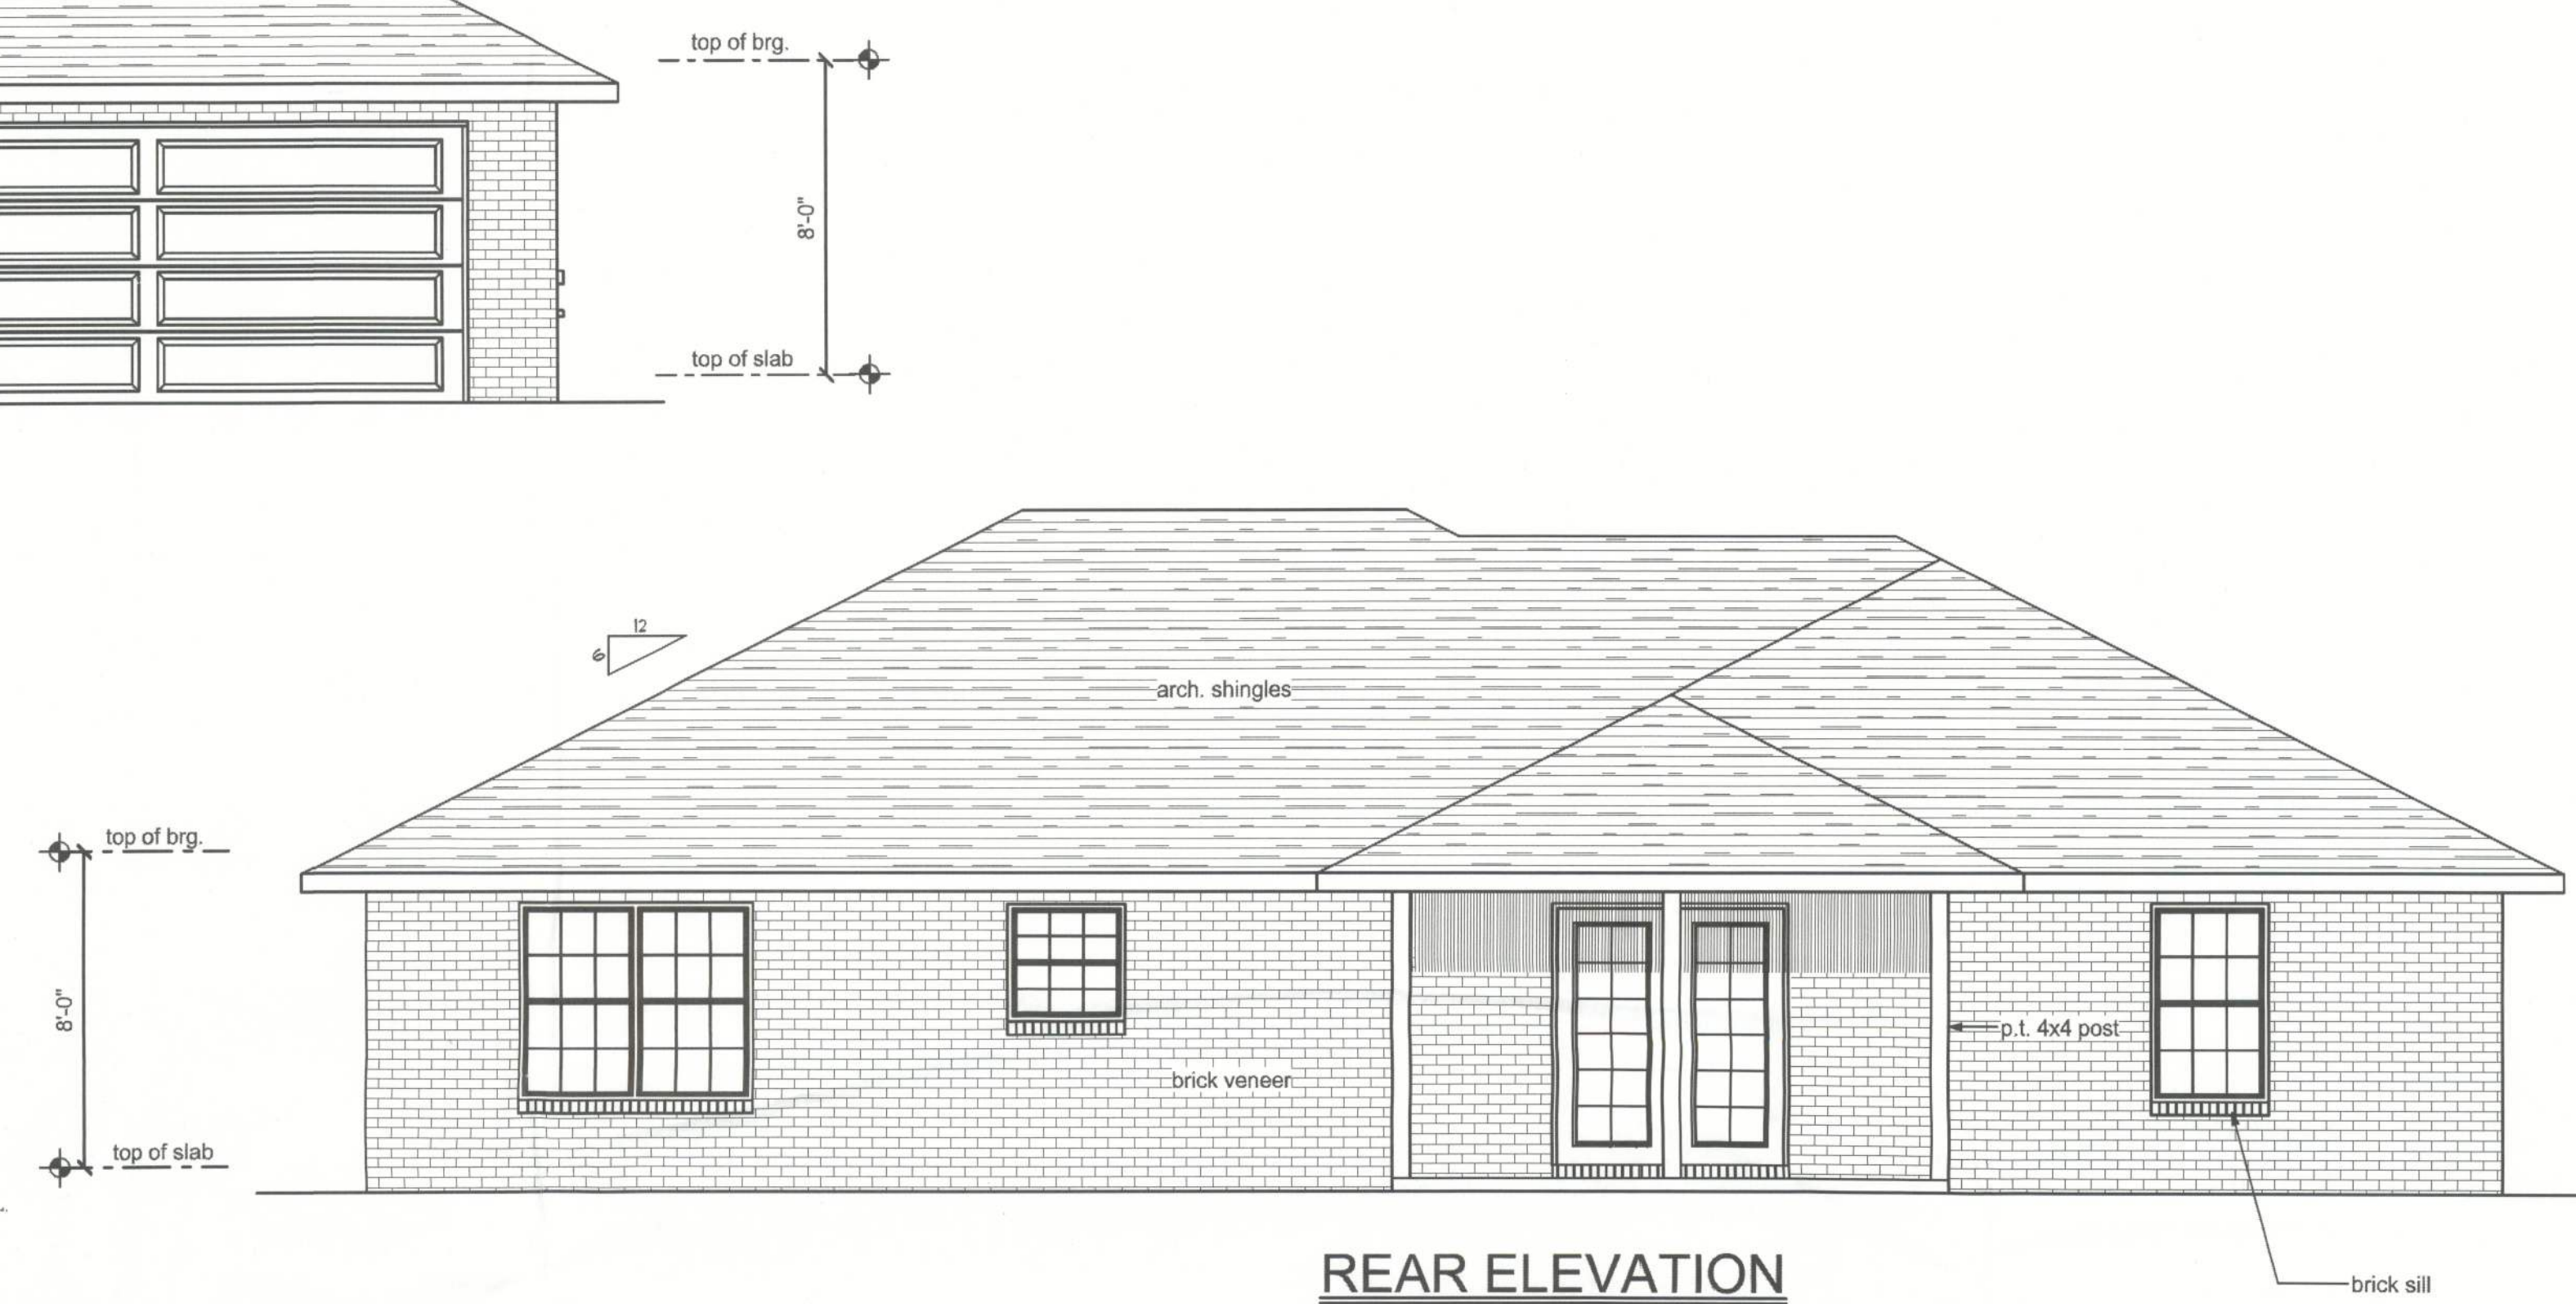 top of brg.
8'-0"
top of slab
12
6
arch. shingles
top of brg.
8'-0"
top of slab
p.t. 4x4 post
brick veneer
REAR ELEVATION
brick sill